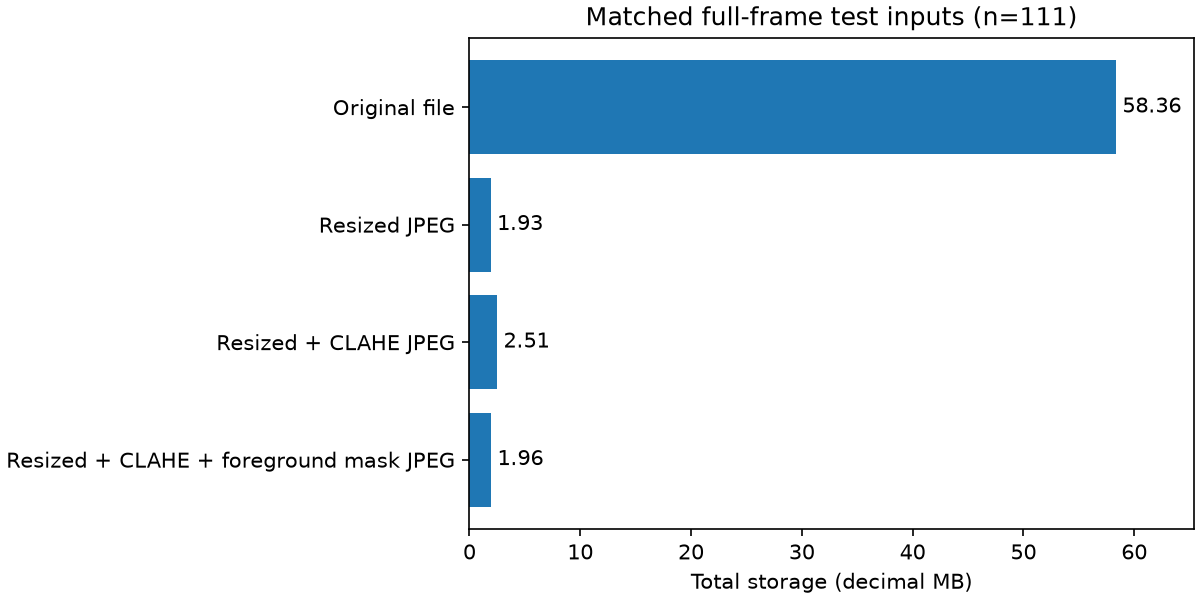 Matched full-frame test inputs (n=111)
Original file
58.36
Resized JPEG
1.93
Resized + CLAHE JPEG
2.51
Resized + CLAHE + foreground mask JPEG
1.96
0 10 20 30 40 50 60
Total storage (decimal MB)